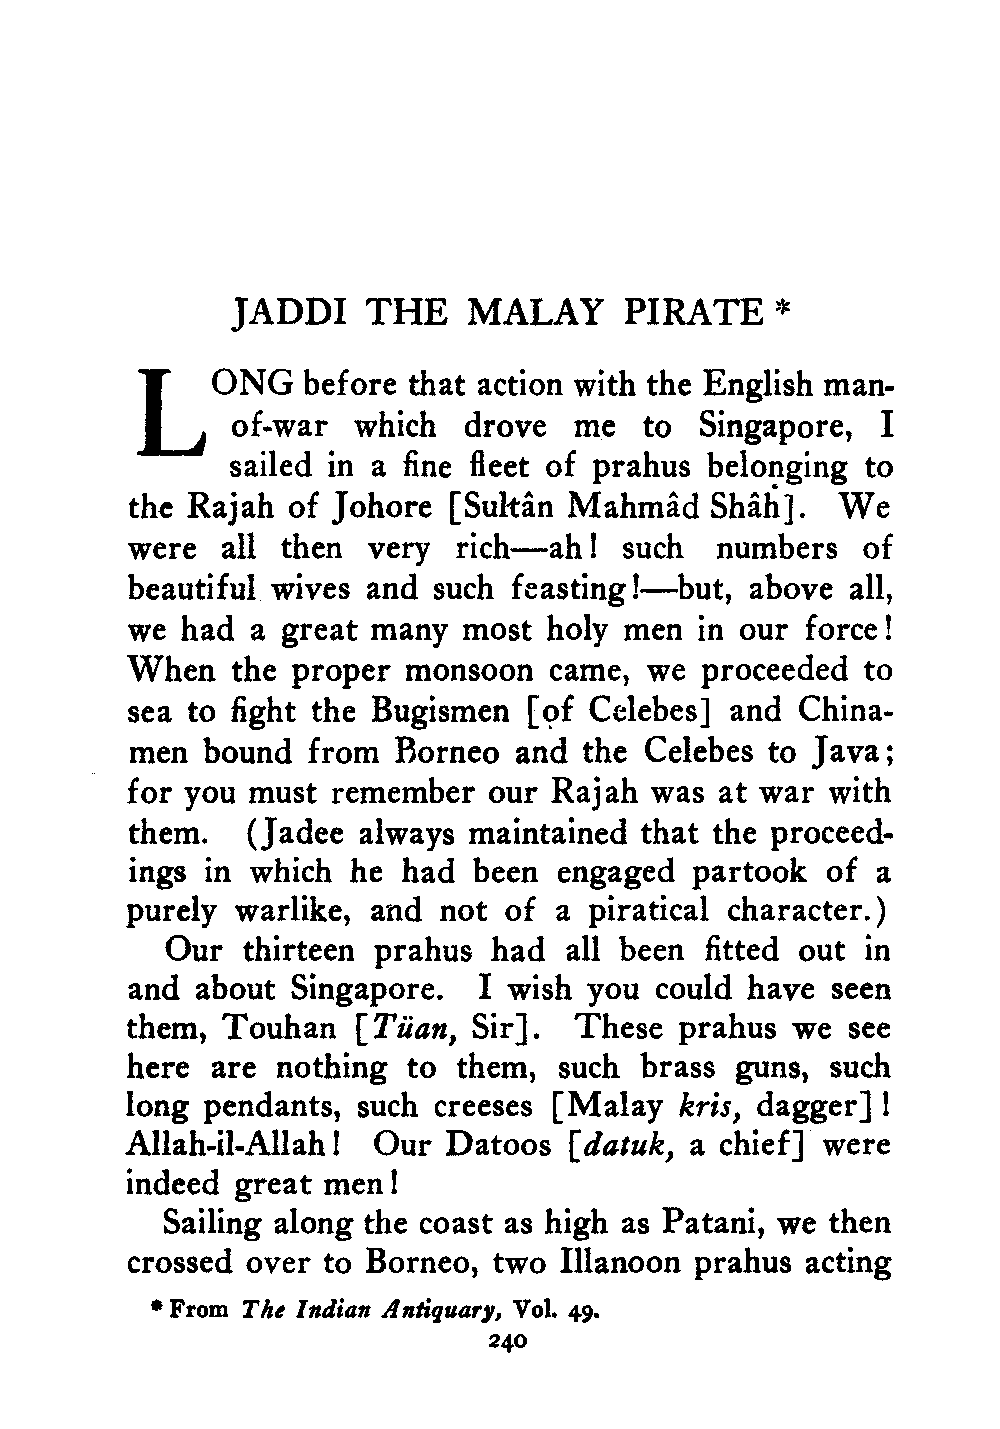 JADDI THE MALAY PIRATE *
LONG before that action with the English man-
of-war which drove me to Singapore, I
sailed in a fine fleet of prahus belonging to
the Rajah of Johore [Sultân Mahmâd Shâh]. We
were all then very rich—ah! such numbers of
beautiful wives and such feasting!—but, above all,
we had a great many most holy men in our force!
When the proper monsoon came, we proceeded to
sea to fight the Bugismen [of Celebes] and China-
men bound from Borneo and the Celebes to Java;
for you must remember our Rajah was at war with
them. (Jadee always maintained that the proceed-
ings in which he had been engaged partook of a
purely warlike, and not of a piratical character.)
Our thirteen prahus had all been fitted out in
and about Singapore. I wish you could have seen
them, Touhan [Tüan, Sir]. These prahus we see
here are nothing to them, such brass guns, such
long pendants, such creeses [Malay kris, dagger]!
Allah-il-Allah! Our Datoos [datuk, a chief] were
indeed great men!
Sailing along the coast as high as Patani, we then
crossed over to Borneo, two Illanoon prahus acting
* From The Indian Antiquary, Vol. 49.
240